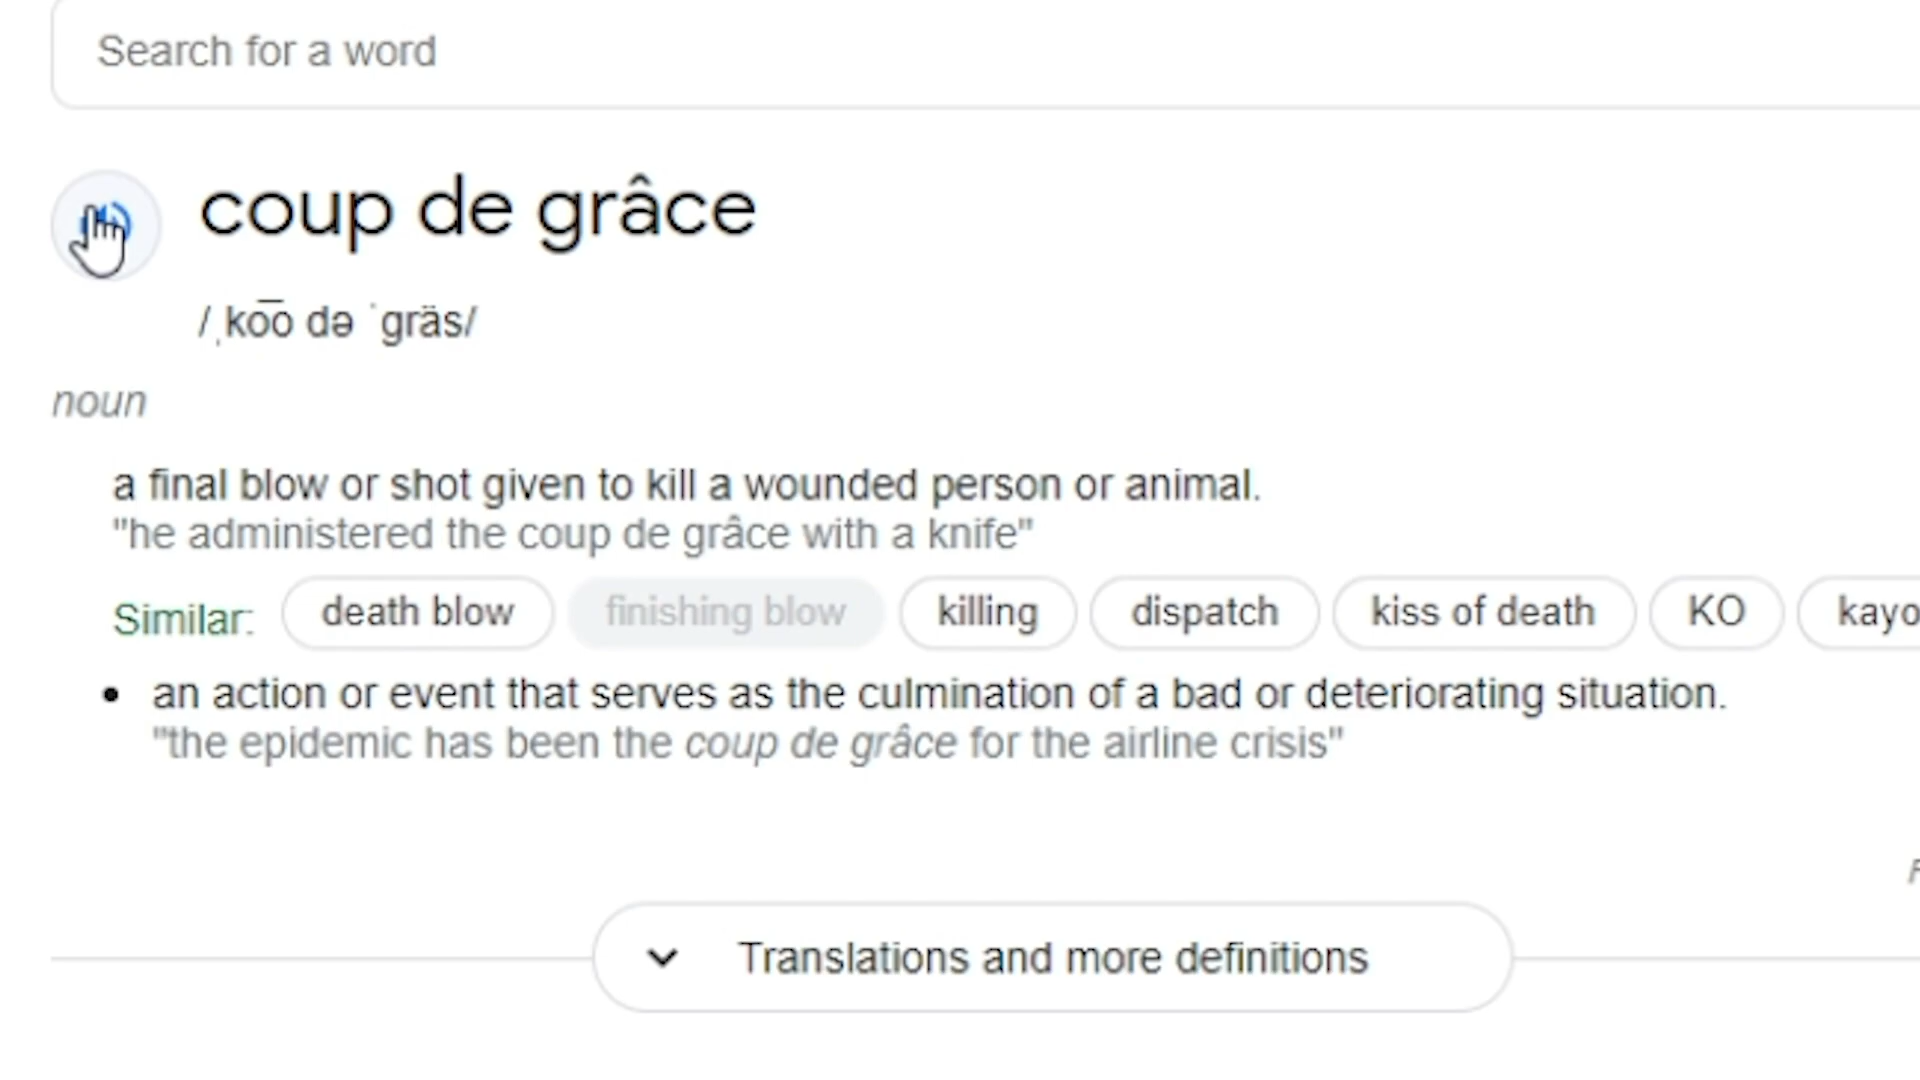 Search for a word
coup de grâce
/ˌko͞o də ˈɡräs/
noun
a final blow or shot given to kill a wounded person or animal.
"he administered the coup de grâce with a knife"
Similar: death blow finishing blow killing dispatch kiss of death KO kayo
an action or event that serves as the culmination of a bad or deteriorating situation.
"the epidemic has been the coup de grâce for the airline crisis"
Translations and more definitions